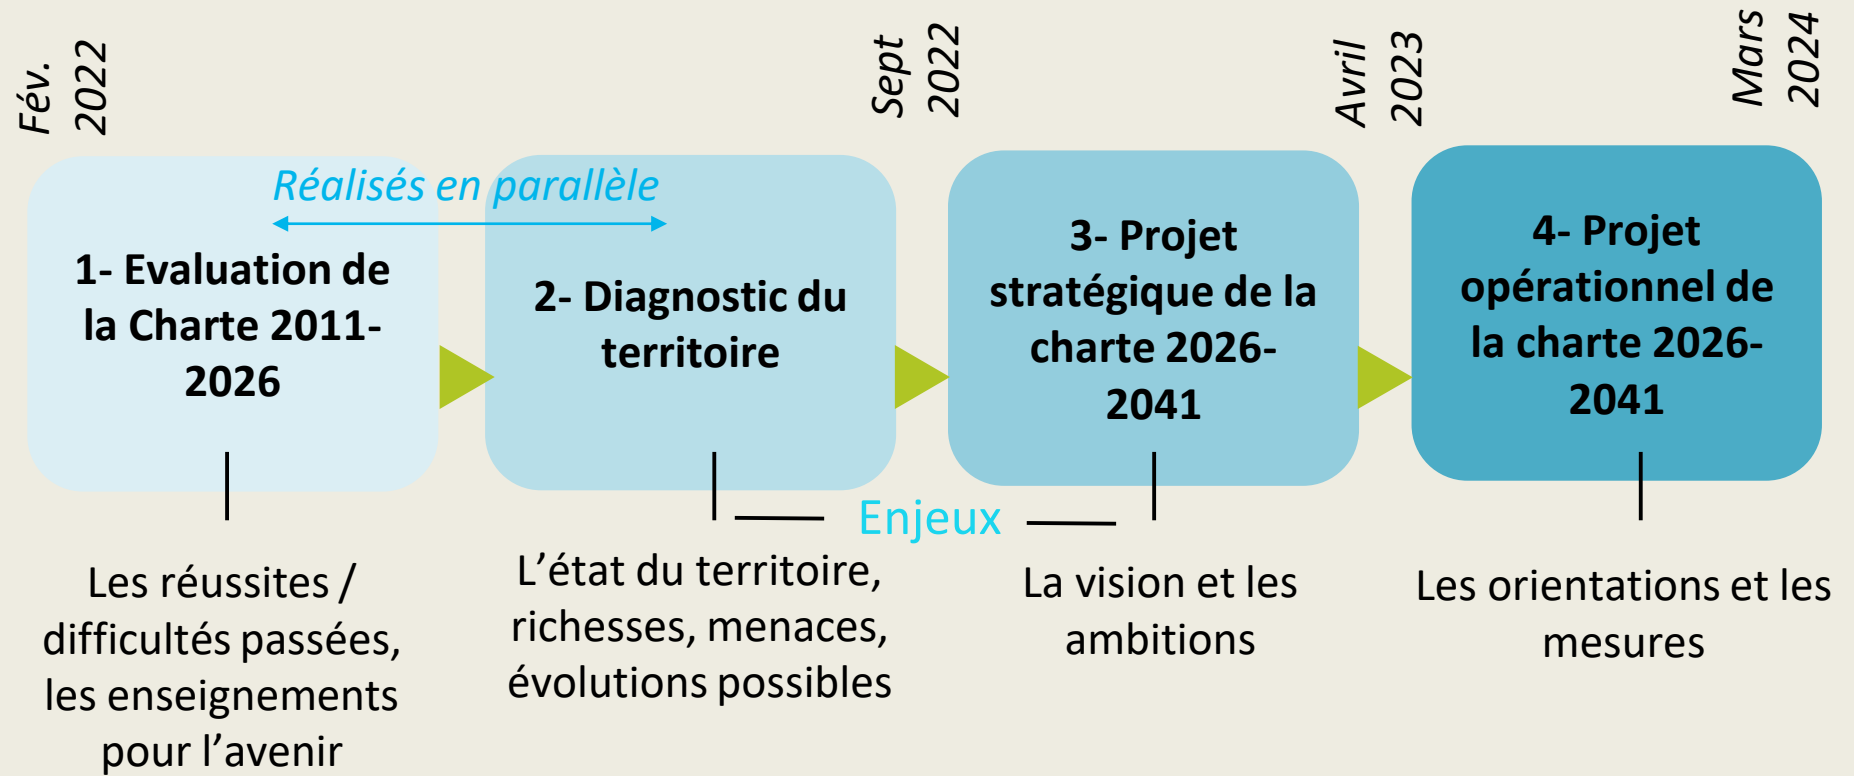 Fév.
2022
Sept
2022
Avril
2023
Mars
2024
Réalisés en parallèle
1- Evaluation de
la Charte 2011-
2026
2- Diagnostic du
territoire
3- Projet
stratégique de la
charte 2026-
2041
4- Projet
opérationnel de
la charte 2026-
2041
Enjeux
Les réussites /
difficultés passées,
les enseignements
pour l’avenir
L’état du territoire,
richesses, menaces,
évolutions possibles
La vision et les
ambitions
Les orientations et les
mesures